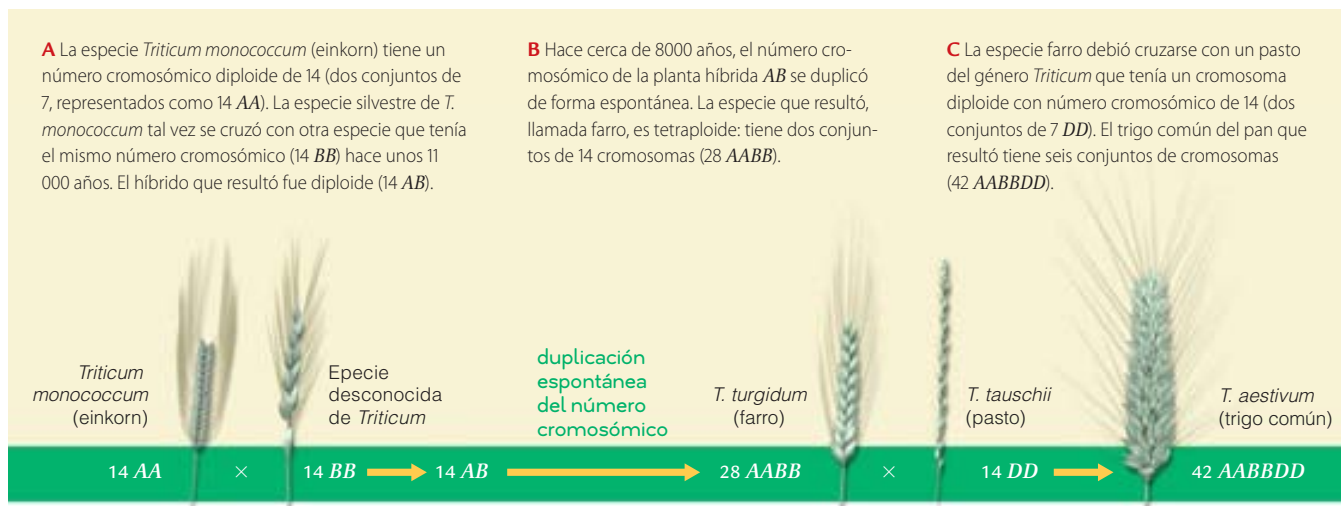 A La especie Triticum monococcum (einkorn) tiene un
número cromosómico diploide de 14 (dos conjuntos de
7, representados como 14 AA). La especie silvestre de T.
monococcum tal vez se cruzó con otra especie que tenía
el mismo número cromosómico (14 BB) hace unos 11
000 años. El híbrido que resultó fue diploide (14 AB).
B Hace cerca de 8000 años, el número cro-
mosómico de la planta híbrida AB se duplicó
de forma espontánea. La especie que resultó,
llamada farro, es tetraploide: tiene dos conjun-
tos de 14 cromosomas (28 AABB).
C La especie farro debió cruzarse con un pasto
del género Triticum que tenía un cromosoma
diploide con número cromosómico de 14 (dos
conjuntos de 7 DD). El trigo común del pan que
resultó tiene seis conjuntos de cromosomas
(42 AABBDD).
Triticum
monococcum
(einkorn)
Epecie
desconocida
de Triticum
duplicación
espontánea
del número
cromosómico
T. turgidum
(farro)
T. tauschii
(pasto)
T. aestivum
(trigo común)
14 AA × 14 BB 14 AB 28 AABB × 14 DD 42 AABBDD